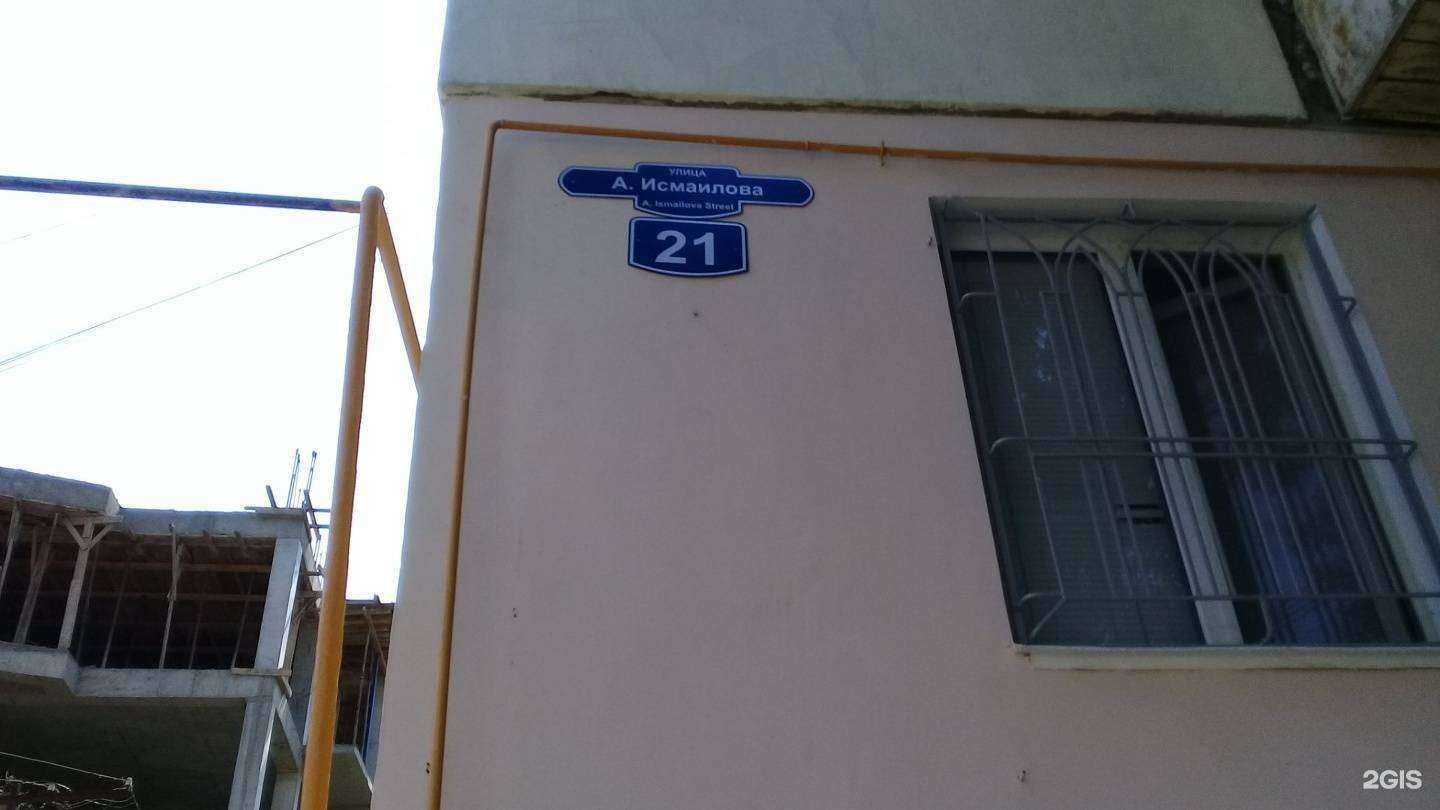 УЛИЦА
А. Исмаилова
A. Ismailova Street
21
2GIS